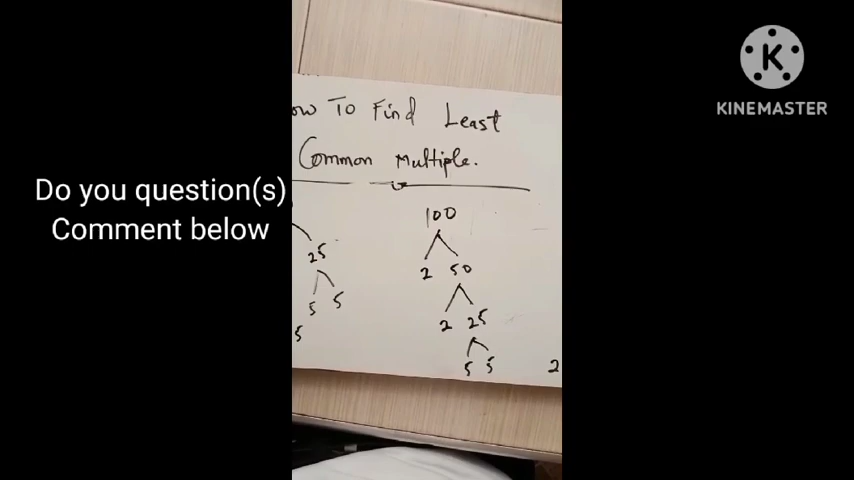 ow To Find Least
Common Multiple.
100
25
2 50
5 5
2 25
5
5 5
2
Do you question(s)
Comment below
KINEMASTER